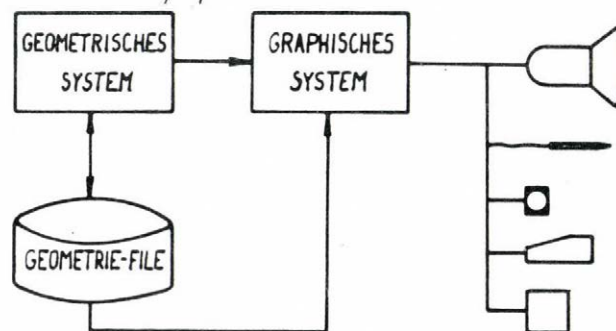 GEOMETRISCHES
SYSTEM
GRAPHISCHES
SYSTEM
GEOMETRIE-FILE